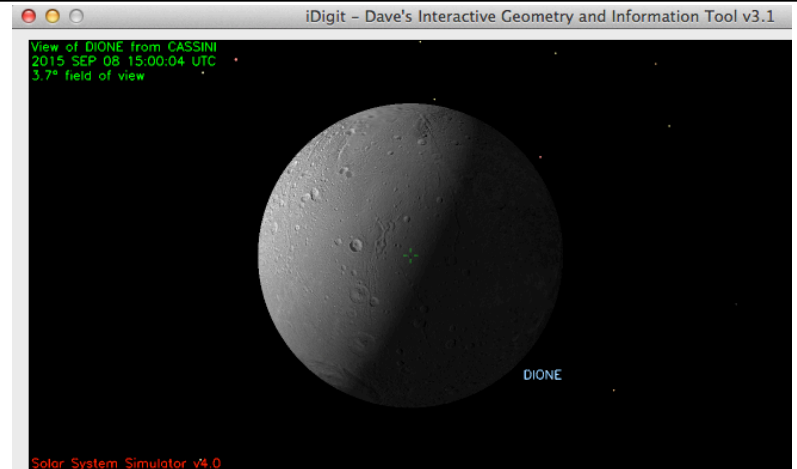 iDigit - Dave's Interactive Geometry and Information Tool v3.1
View of DIONE from CASSINI
2015 SEP 08 15:00:04 UTC
3.7° field of view
DIONE
Solar System Simulator v4.0